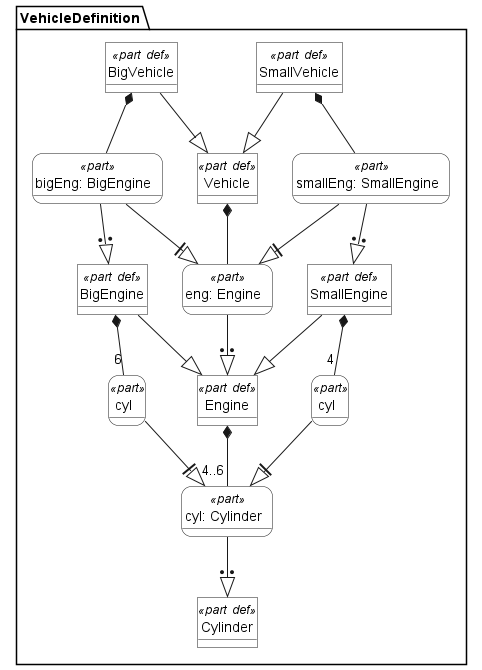 VehicleDefinition
«part def»
BigVehicle
«part def»
SmallVehicle
«part»
bigEng: BigEngine
«part def»
Vehicle
«part»
smallEng: SmallEngine
«part def»
BigEngine
«part»
eng: Engine
«part def»
SmallEngine
6
4
«part»
cyl
«part def»
Engine
«part»
cyl
4..6
«part»
cyl: Cylinder
«part def»
Cylinder